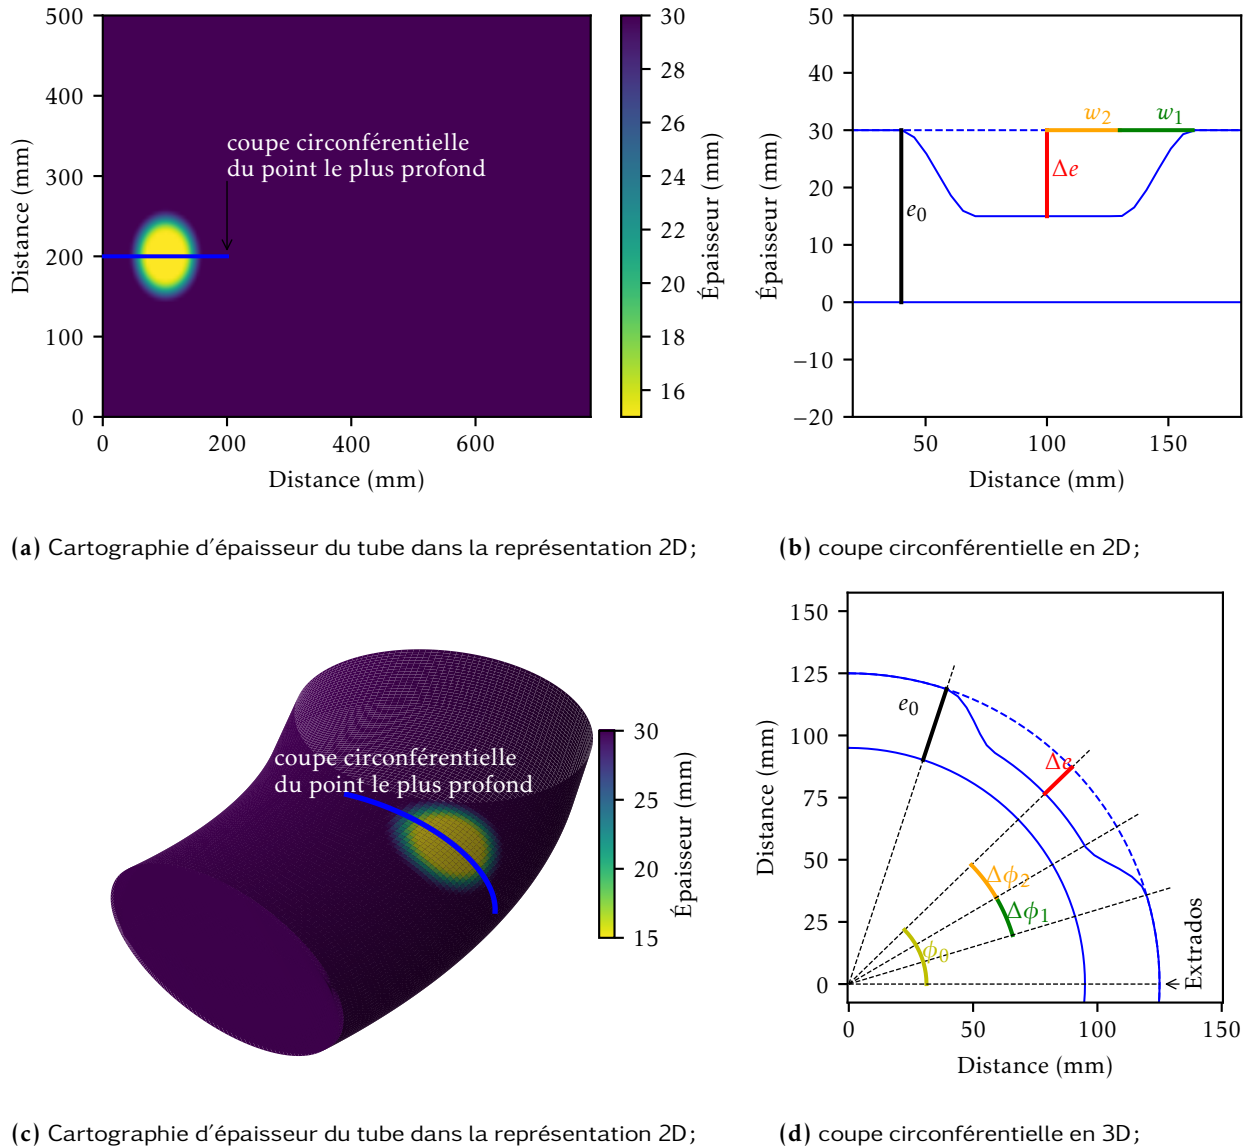 500
400
300
200
100
0
0
200
400
600
Distance (mm)
Distance (mm)
coupe circonférentielle
du point le plus profond
30
28
26
24
22
20
18
16
Épaisseur (mm)
50
40
30
20
10
0
−10
−20
50
100
150
Distance (mm)
Épaisseur (mm)
w2
w1
Δe
e0
(a) Cartographie d'épaisseur du tube dans la représentation 2D;
(b) coupe circonférentielle en 2D;
coupe circonférentielle
du point le plus profond
30
25
20
15
Épaisseur (mm)
150
125
100
75
50
25
0
0
50
100
150
Distance (mm)
Distance (mm)
e0
Δe
Δϕ2
Δϕ1
ϕ0
Extrados
(c) Cartographie d'épaisseur du tube dans la représentation 2D;
(d) coupe circonférentielle en 3D;